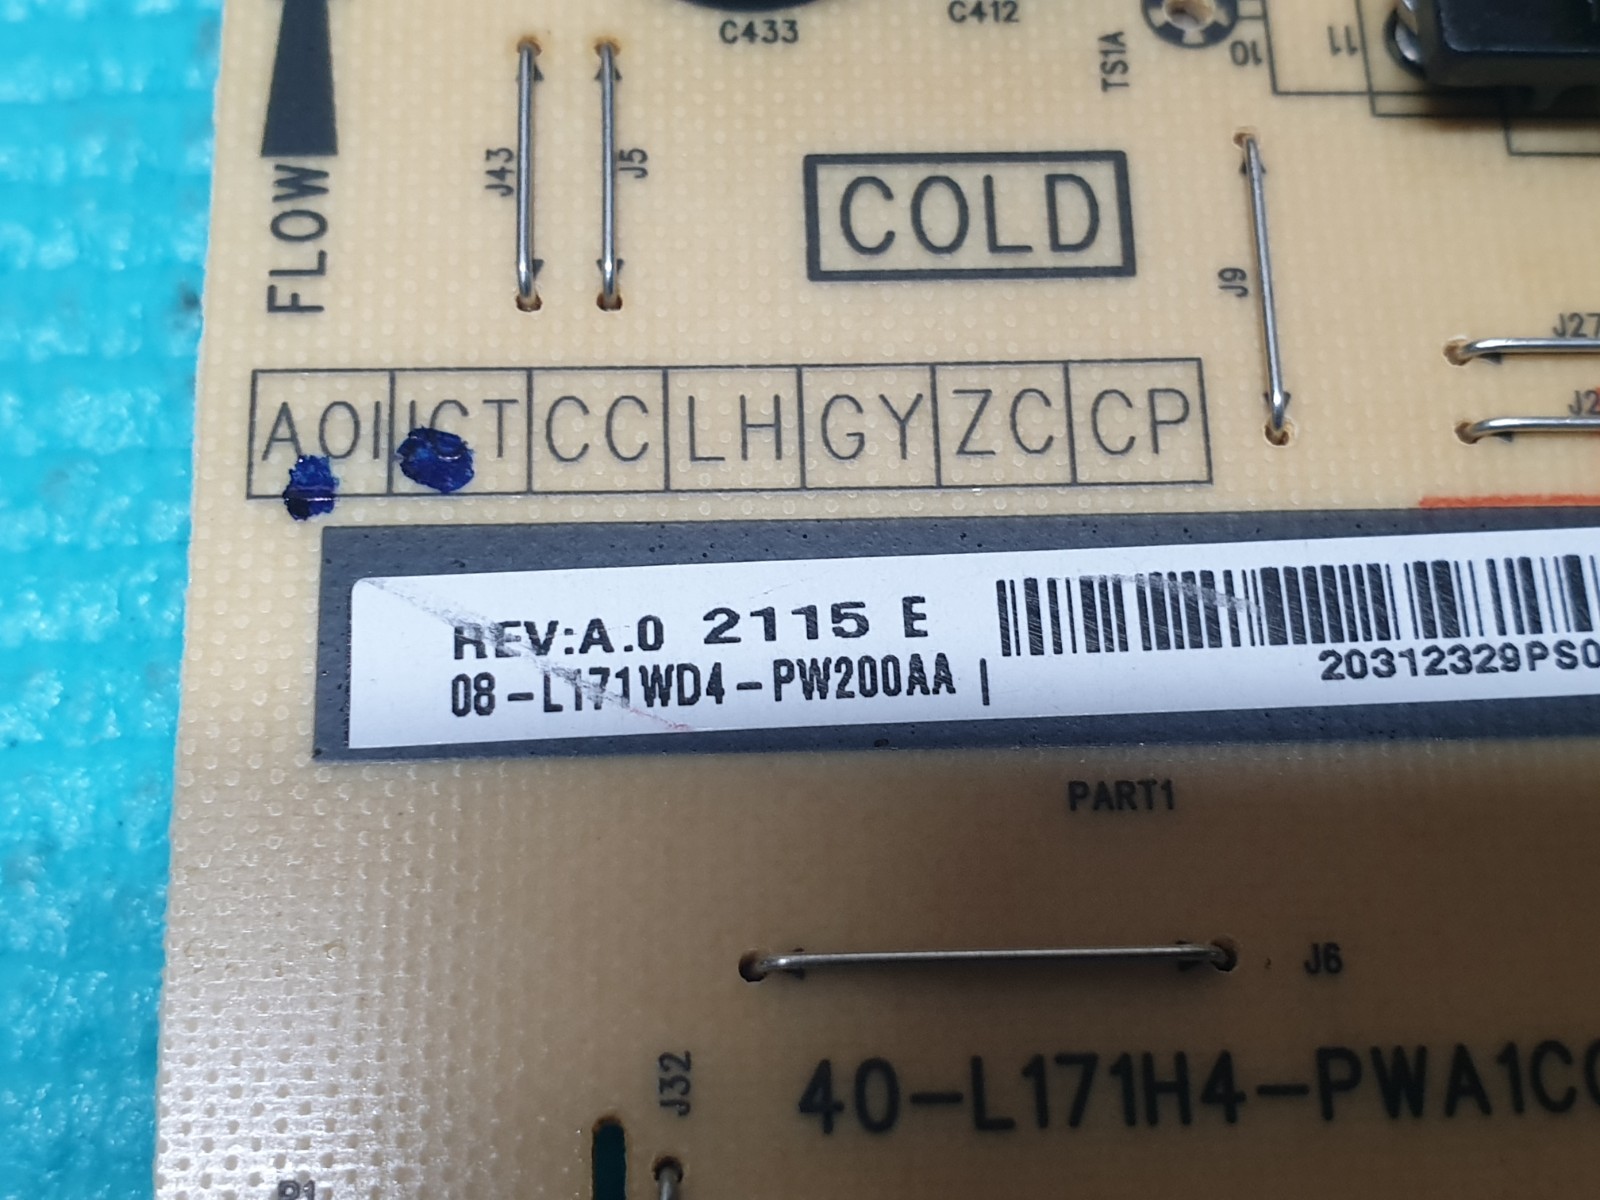 C433
C412
TS1A
10
11
FLOW
J43
J5
COLD
J9
J27
AOI ICT CC LH GY ZC CP
REV:A.0 2115 E
08-L171WD4-PW200AA |
20312329PS0
PART1
J6
J32
40-L171H4-PWA1C